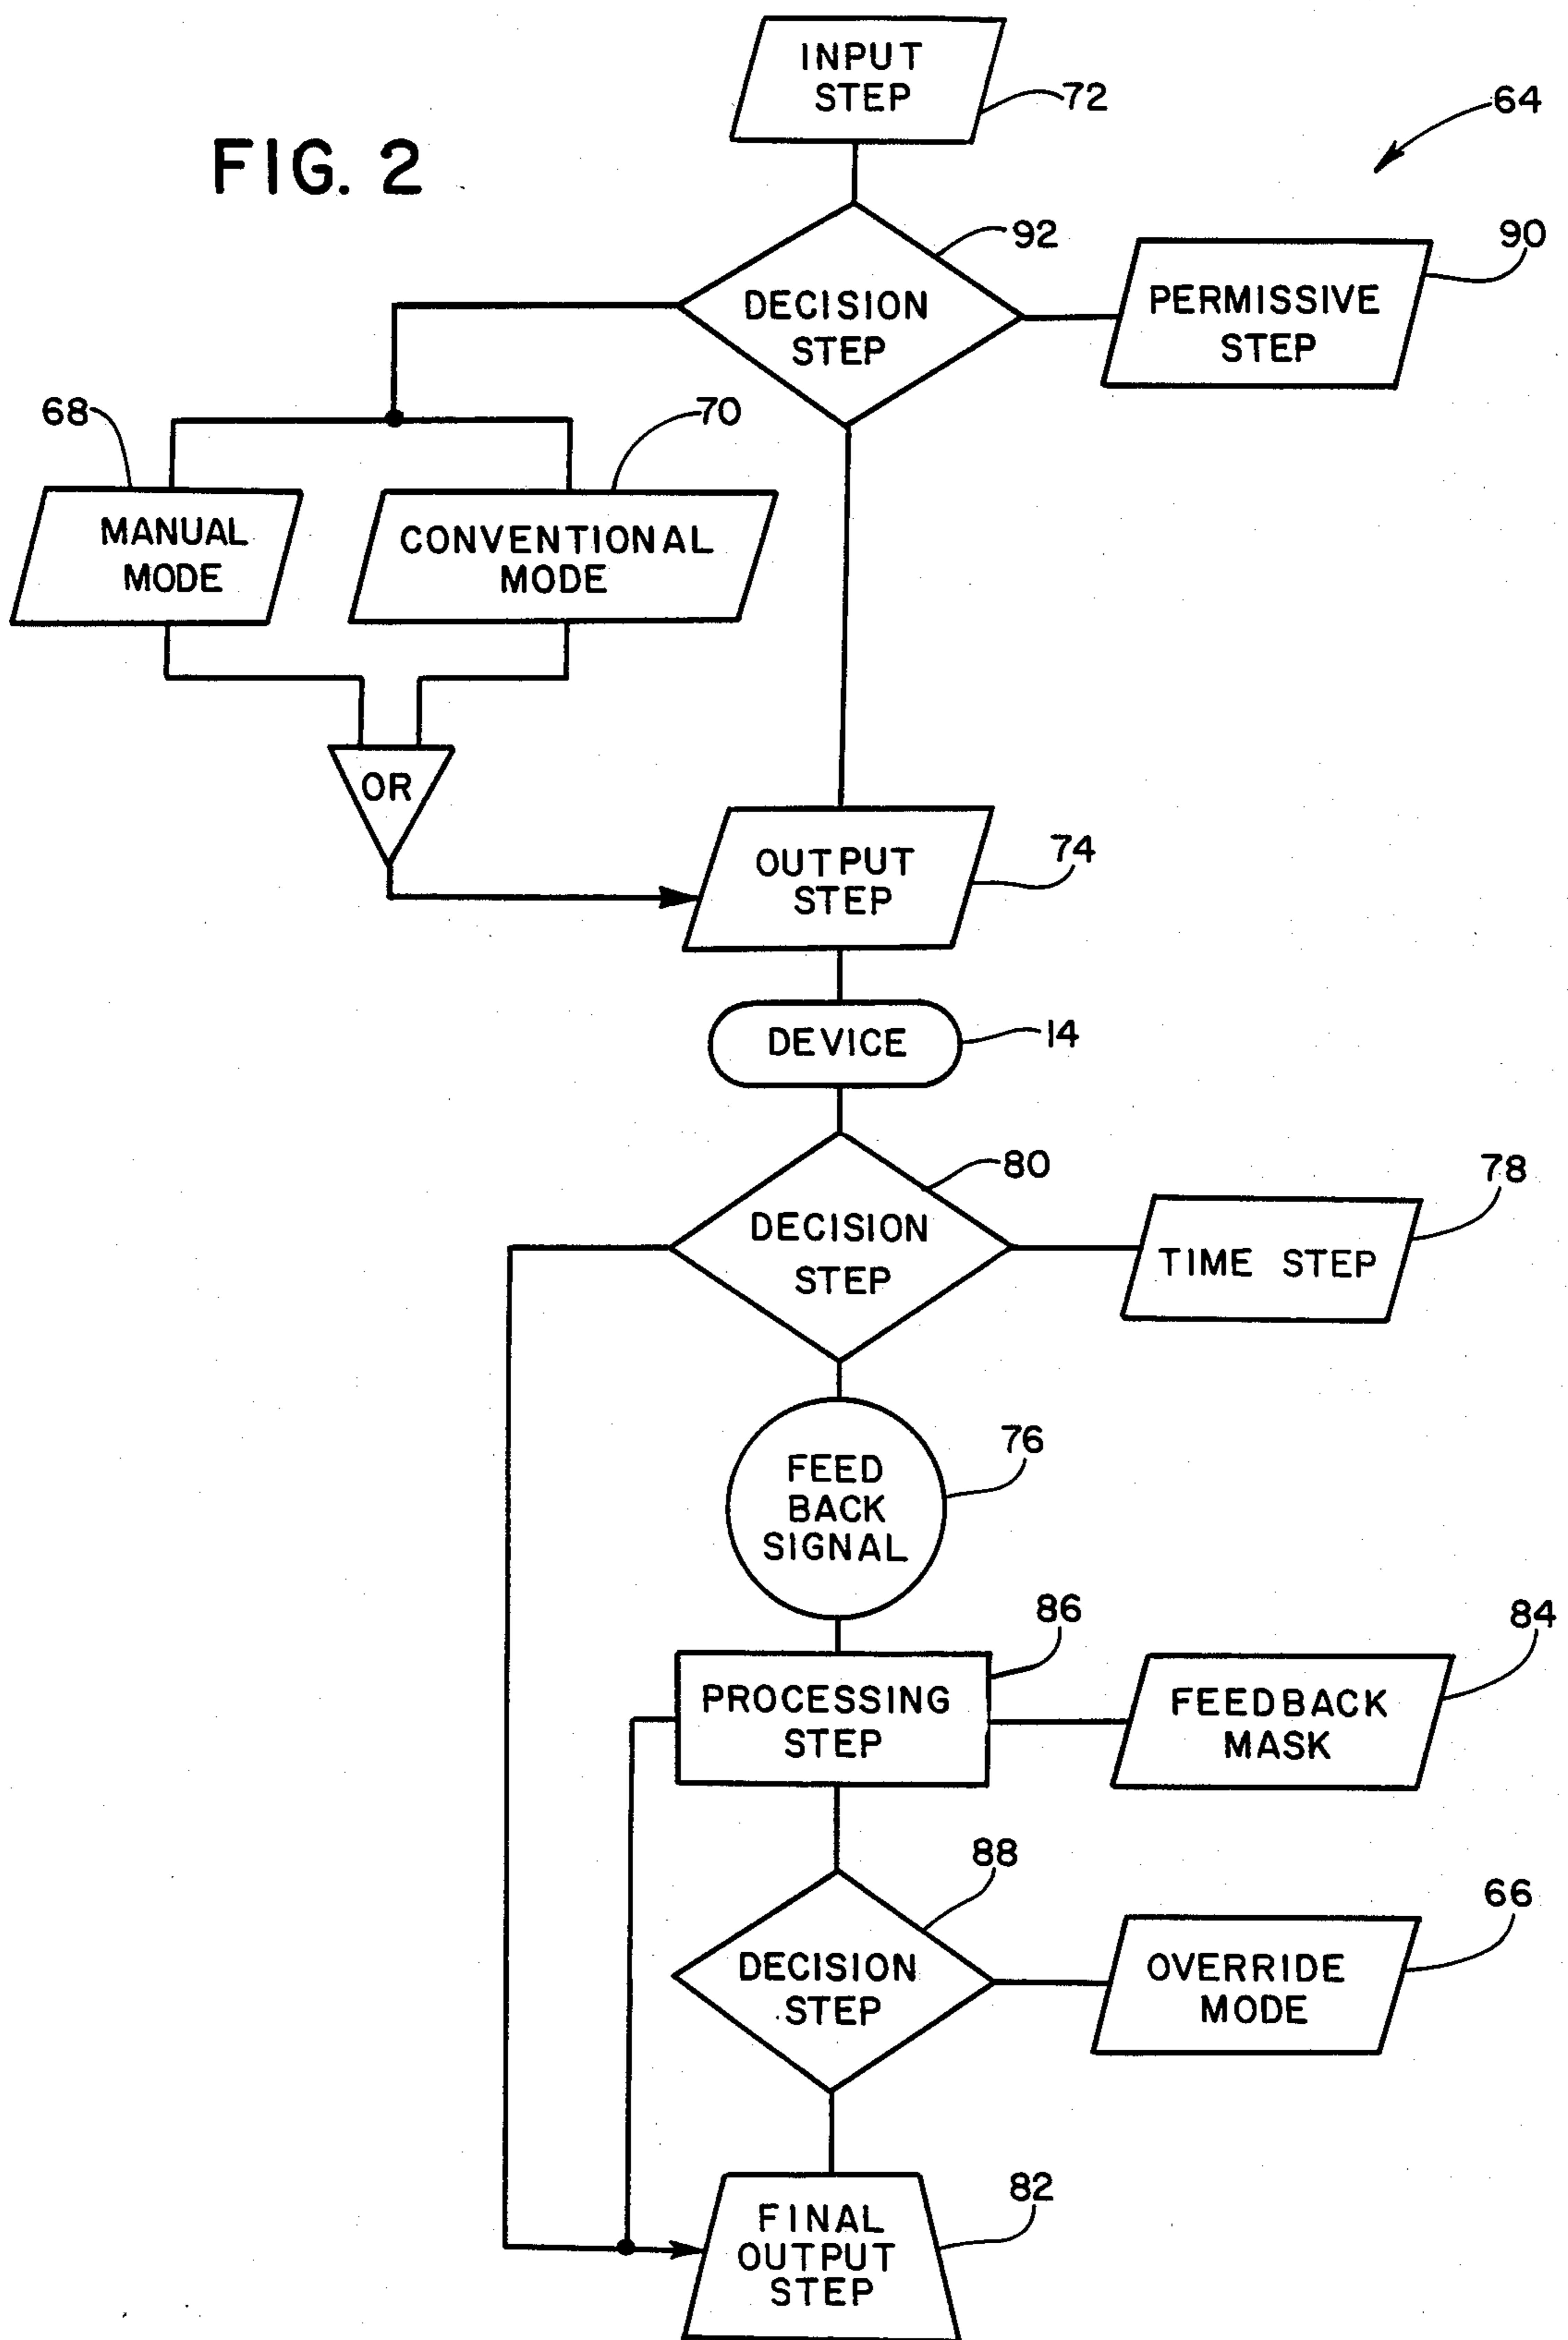 INPUT
STEP
72
64
FIG. 2
92
90
DECISION
STEP
PERMISSIVE
STEP
68
70
MANUAL
MODE
CONVENTIONAL
MODE
OR
OUTPUT
STEP
74
DEVICE
14
80
78
DECISION
STEP
TIME STEP
76
FEED
BACK
SIGNAL
86
84
PROCESSING
STEP
FEEDBACK
MASK
88
66
DECISION
STEP
OVERRIDE
MODE
82
FINAL
OUTPUT
STEP